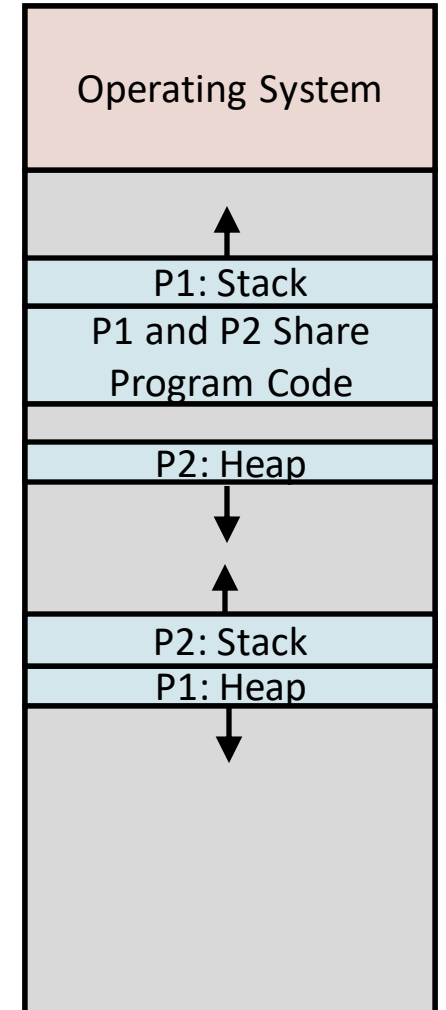 Operating System
P1: Stack
P1 and P2 Share
Program Code
P2: Heap
P2: Stack
P1: Heap